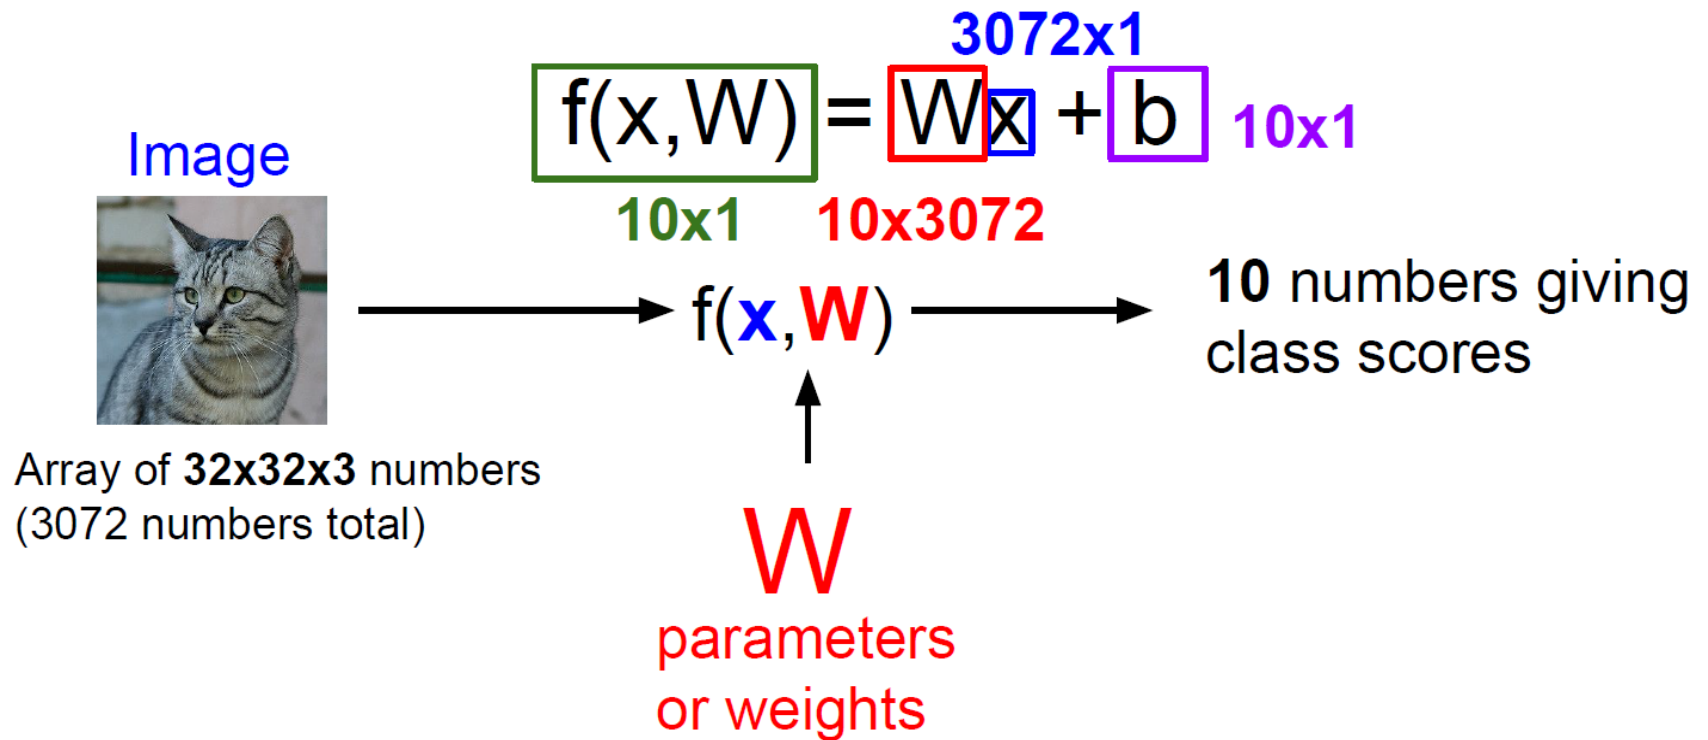 3072x1
f(x,W) = Wx + b 10x1
Image
10x1 10x3072
f(x,W)
10 numbers giving
class scores
Array of 32x32x3 numbers
(3072 numbers total)
W
parameters
or weights